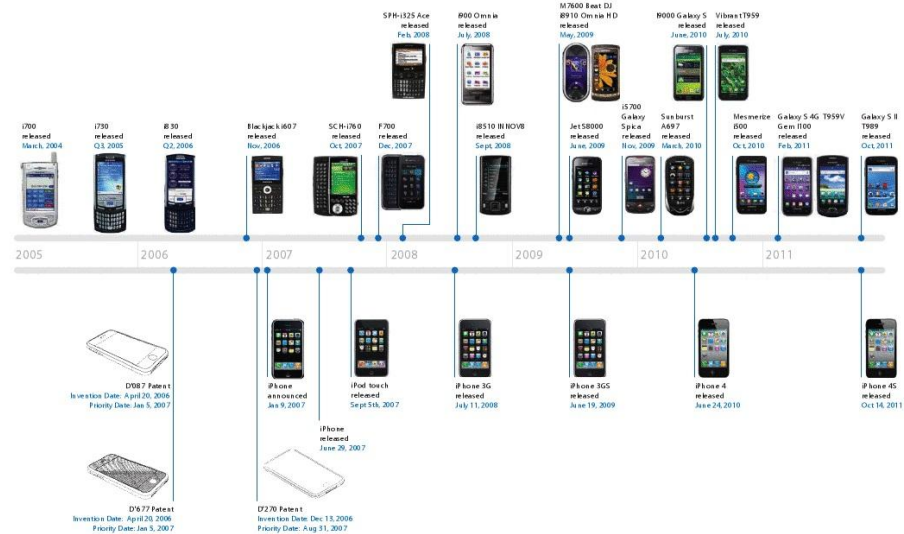 SPH-i325 Ace
released
Feb, 2008
i900 Omnia
released
July, 2008
M7600 Beat DJ
i8910 Omnia HD
released
May, 2009
i9000 Galaxy S
released
June, 2010
Vibrant T959
released
July, 2010
i700
released
March, 2004
i730
released
Q3, 2005
i830
released
Q2, 2006
Blackjack i607
released
Nov, 2006
SCH-i760
released
Oct, 2007
F700
released
Dec, 2007
i8510 INNOV8
released
Sept, 2008
Jet S8000
released
June, 2009
i5700
Galaxy
Spica
released
Nov, 2009
Sunburst
A697
released
March, 2010
Mesmerize
i500
released
Oct, 2010
Galaxy S 4G T959V
Gem i100
released
Feb, 2011
Galaxy S II
T989
released
Oct, 2011
2005
2006
2007
2008
2009
2010
2011
D'087 Patent
Invention Date: April 20, 2006
Priority Date: Jan 5, 2007
iPhone
announced
Jan 9, 2007
iPod touch
released
Sept 5th, 2007
iPhone 3G
released
July 11, 2008
iPhone 3GS
released
June 19, 2009
iPhone 4
released
June 24, 2010
iPhone 4S
released
Oct 14, 2011
iPhone
released
June 29, 2007
D'677 Patent
Invention Date: April 20, 2006
Priority Date: Jan 5, 2007
D'270 Patent
Invention Date: Dec 13, 2006
Priority Date: Aug 31, 2007